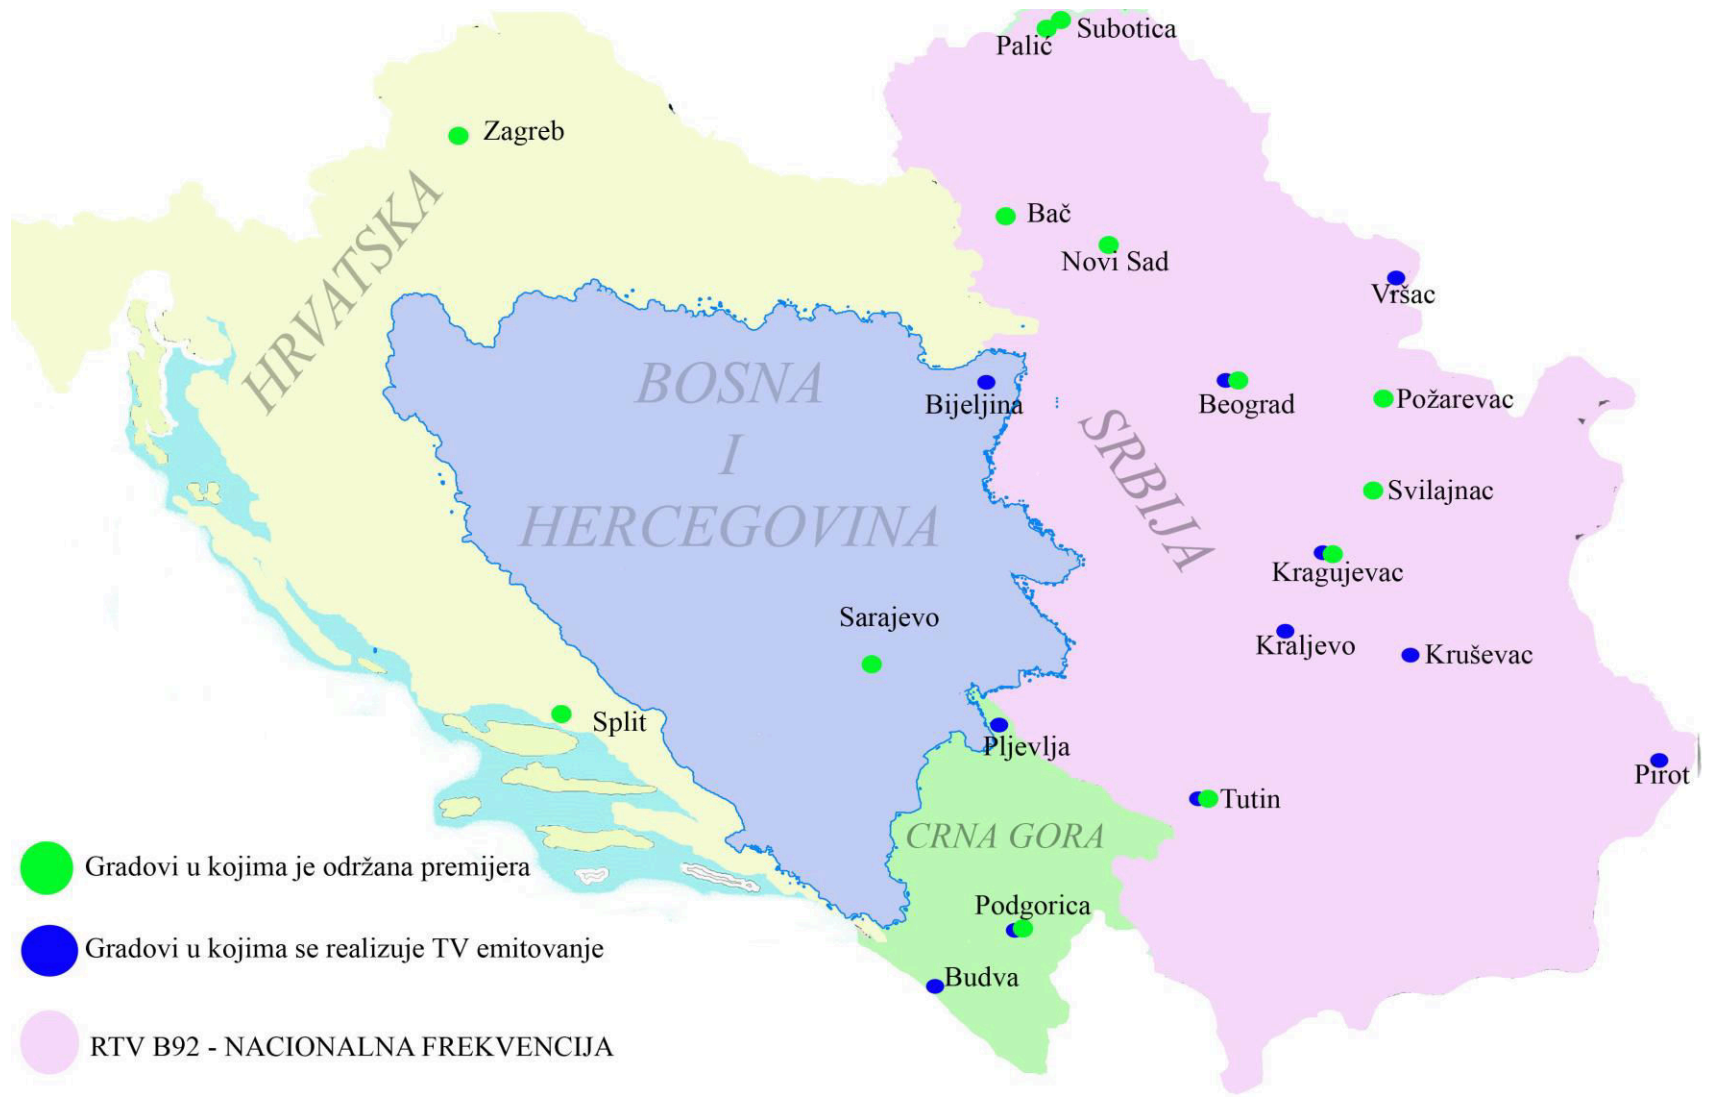 Subotica
Palić
Zagreb
HRVATSKA
Bač
Novi Sad
Vršac
BOSNA
I
HERCEGOVINA
Bijeljina
SRBIJA
Beograd
Požarevac
Svilajnac
Kragujevac
Sarajevo
Kraljevo
Kruševac
Split
Pljevlja
Pirot
Tutin
CRNA GORA
Gradovi u kojima je održana premijera
Podgorica
Gradovi u kojima se realizuje TV emitovanje
Budva
RTV B92 - NACIONALNA FREKVENCIJA